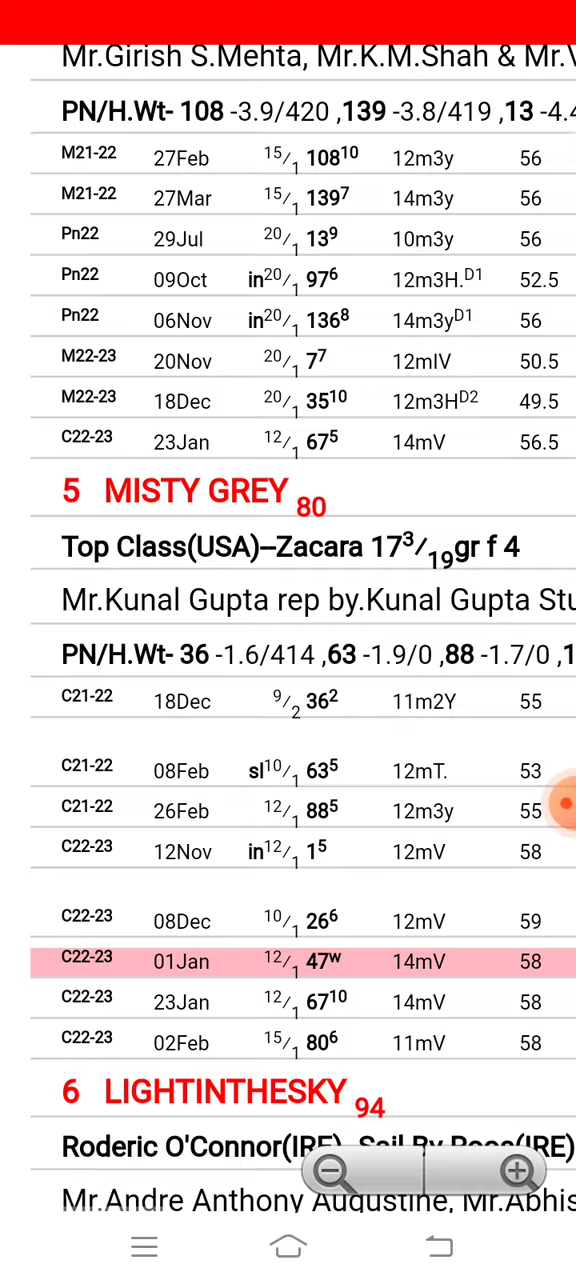 Mr.Girish S.Mehta, Mr.K.M.Shah & Mr.
PN/H.Wt- 108 -3.9/420 ,139 -3.8/419 ,13 -4.4
M21-22 27Feb 15/1 108¹⁰ 12m3y 56
M21-22 27Mar 15/1 139⁷ 14m3y 56
Pn22 29Jul 20/1 13⁹ 10m3y 56
Pn22 09Oct in20/1 97⁶ 12m3H.D1 52.5
Pn22 06Nov in20/1 136⁸ 14m3yD1 56
M22-23 20Nov 20/1 7⁷ 12mIV 50.5
M22-23 18Dec 20/1 35¹⁰ 12m3HD2 49.5
C22-23 23Jan 12/1 67⁵ 14mV 56.5
5 MISTY GREY 80
Top Class(USA)--Zacara 17³/19gr f 4
Mr.Kunal Gupta rep by.Kunal Gupta Stu
PN/H.Wt- 36 -1.6/414 ,63 -1.9/0 ,88 -1.7/0 ,1
C21-22 18Dec 9/2 36² 11m2Y 55
C21-22 08Feb sl10/1 63⁵ 12mT. 53
C21-22 26Feb 12/1 88⁵ 12m3y 55
C22-23 12Nov in12/1 1⁵ 12mV 58
C22-23 08Dec 10/1 26⁶ 12mV 59
C22-23 01Jan 12/1 47ʷ 14mV 58
C22-23 23Jan 12/1 67¹⁰ 14mV 58
C22-23 02Feb 15/1 80⁶ 11mV 58
6 LIGHTINTHESKY 94
Roderic O'Connor(IRE) Sail By (IRE)
Mr.Andre Anthony Augustine, Mr.Abhis